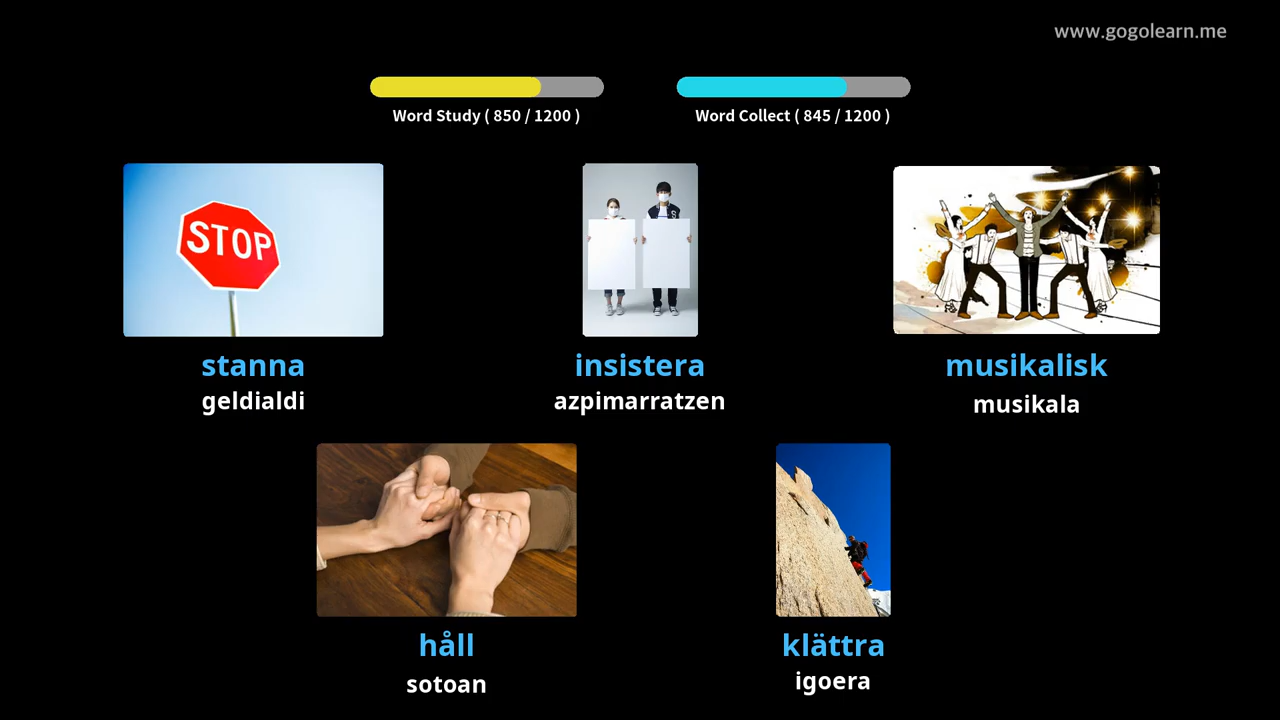 www.gogolearn.me
Word Study ( 850 / 1200 )
Word Collect ( 845 / 1200 )
STOP
S
stanna
insistera
musikalisk
geldialdi
azpimarratzen
musikala
håll
klättra
sotoan
igoera